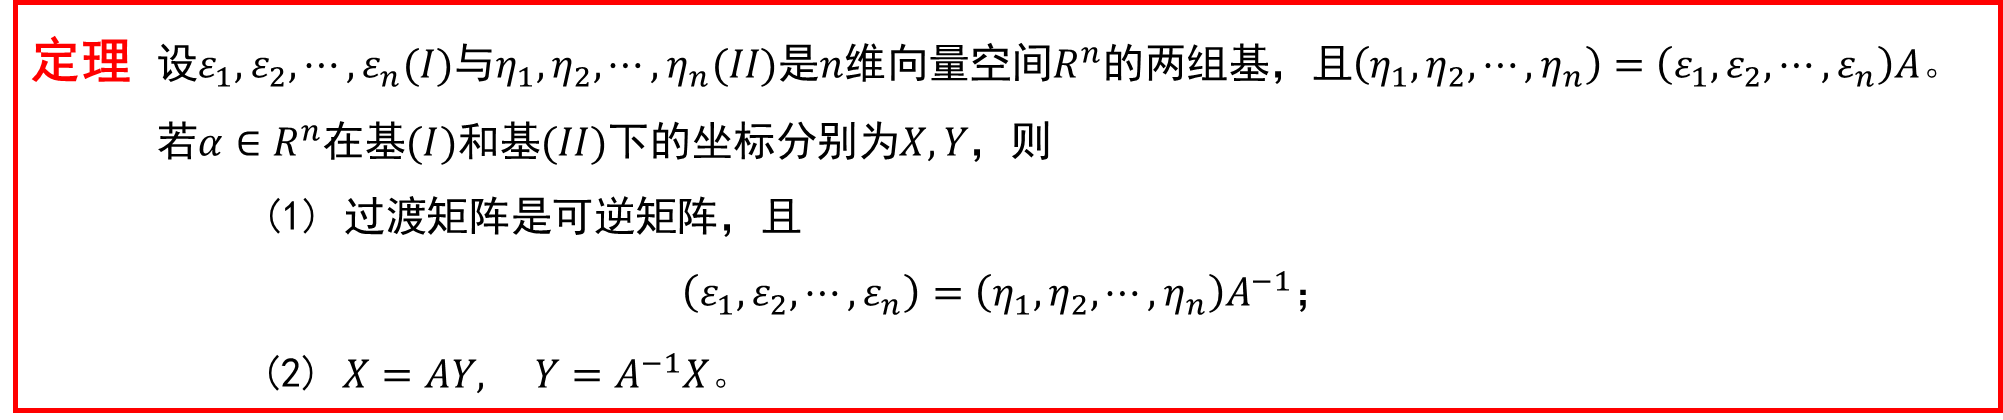 定理 设ε₁, ε₂, ⋯, εₙ(I)与η₁, η₂, ⋯, ηₙ(II)是n维向量空间Rⁿ的两组基，且(η₁, η₂, ⋯, ηₙ) = (ε₁, ε₂, ⋯, εₙ)A。
若α ∈ Rⁿ在基(I)和基(II)下的坐标分别为X, Y，则
(1) 过渡矩阵是可逆矩阵，且
(ε₁, ε₂, ⋯, εₙ) = (η₁, η₂, ⋯, ηₙ)A⁻¹；
(2) X = AY, Y = A⁻¹X。